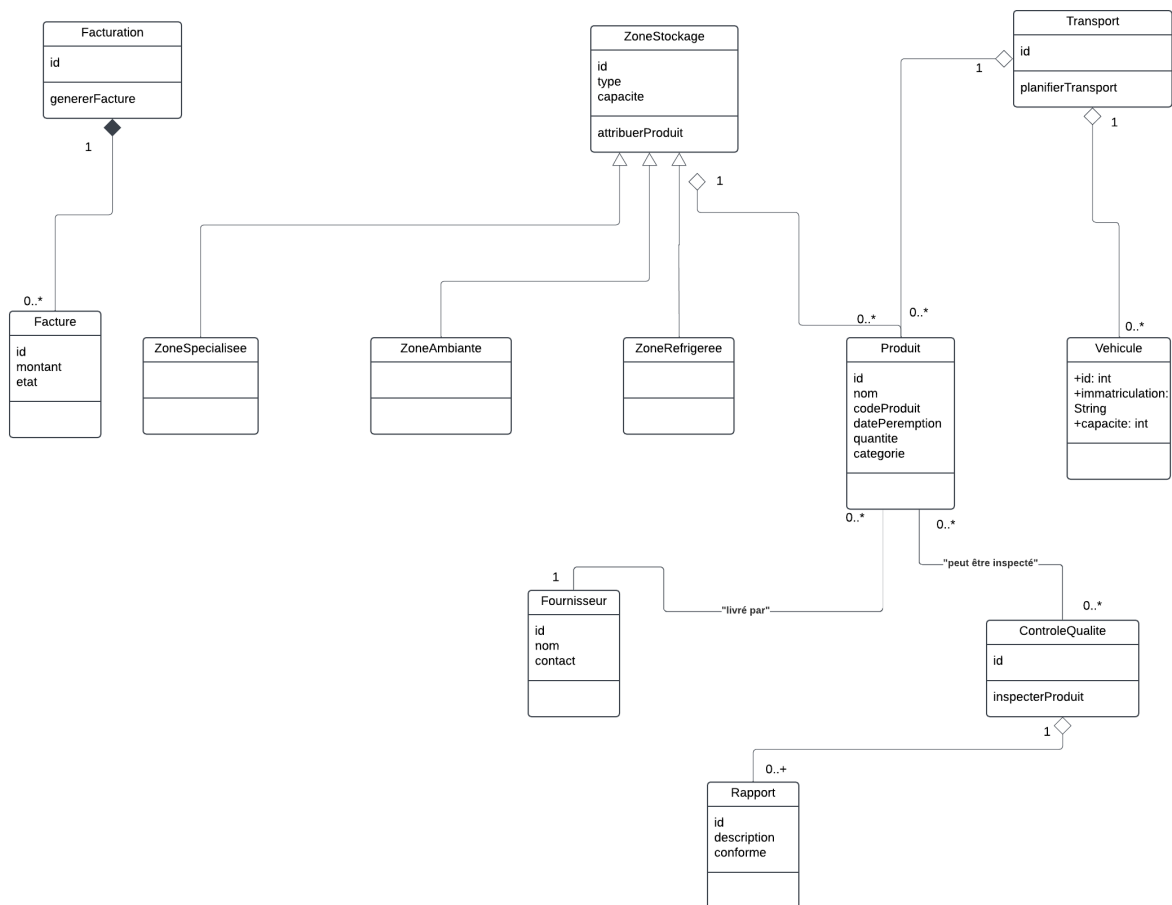 Facturation
id
genererFacture
1
0..*
Facture
id
montant
etat
ZoneStockage
id
type
capacite
attribuerProduit
1
0..*
Transport
id
planifierTransport
1
1
0..*
0..*
ZoneSpecialisee
ZoneAmbiante
ZoneRefrigeree
Produit
id
nom
codeProduit
datePeremption
quantite
categorie
0..*
0..*
Vehicule
+id: int
+immatriculation:
String
+capacite: int
"peut être inspecté"
1
"livré par"
Fournisseur
id
nom
contact
0..*
ControleQualite
id
inspecterProduit
1
0..+
Rapport
id
description
conforme